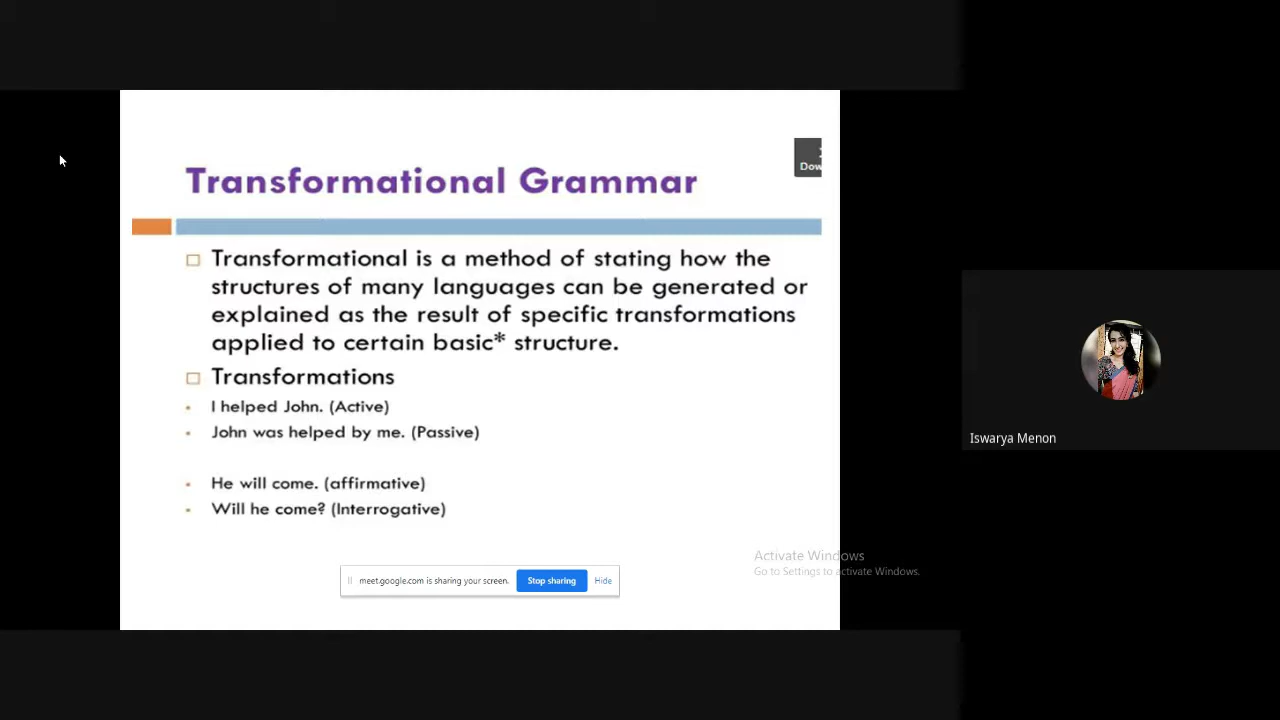 Dow
Transformational Grammar
Transformational is a method of stating how the
structures of many languages can be generated or
explained as the result of specific transformations
applied to certain basic* structure.
Transformations
I helped John. (Active)
John was helped by me. (Passive)
He will come. (affirmative)
Will he come? (Interrogative)
Iswarya Menon
Activate Windows
Go to Settings to activate Windows.
meet.google.com is sharing your screen. Stop sharing Hide